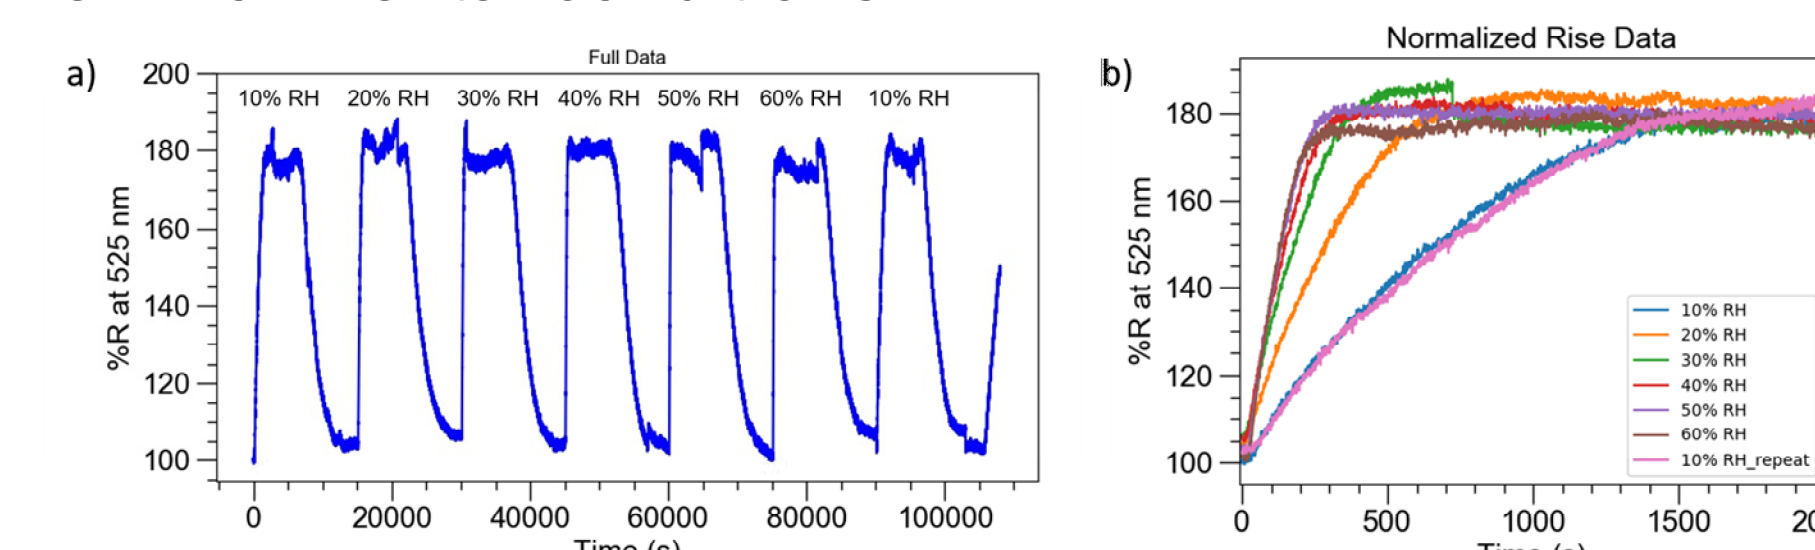 a)
Full Data
200
180
160
140
120
100
%R at 525 nm
10% RH 20% RH 30% RH 40% RH 50% RH 60% RH 10% RH
0 20000 40000 60000 80000 100000
Time (s)
b)
Normalized Rise Data
180
160
140
120
100
%R at 525 nm
10% RH
20% RH
30% RH
40% RH
50% RH
60% RH
10% RH_repeat
0 500 1000 1500
Time (s)